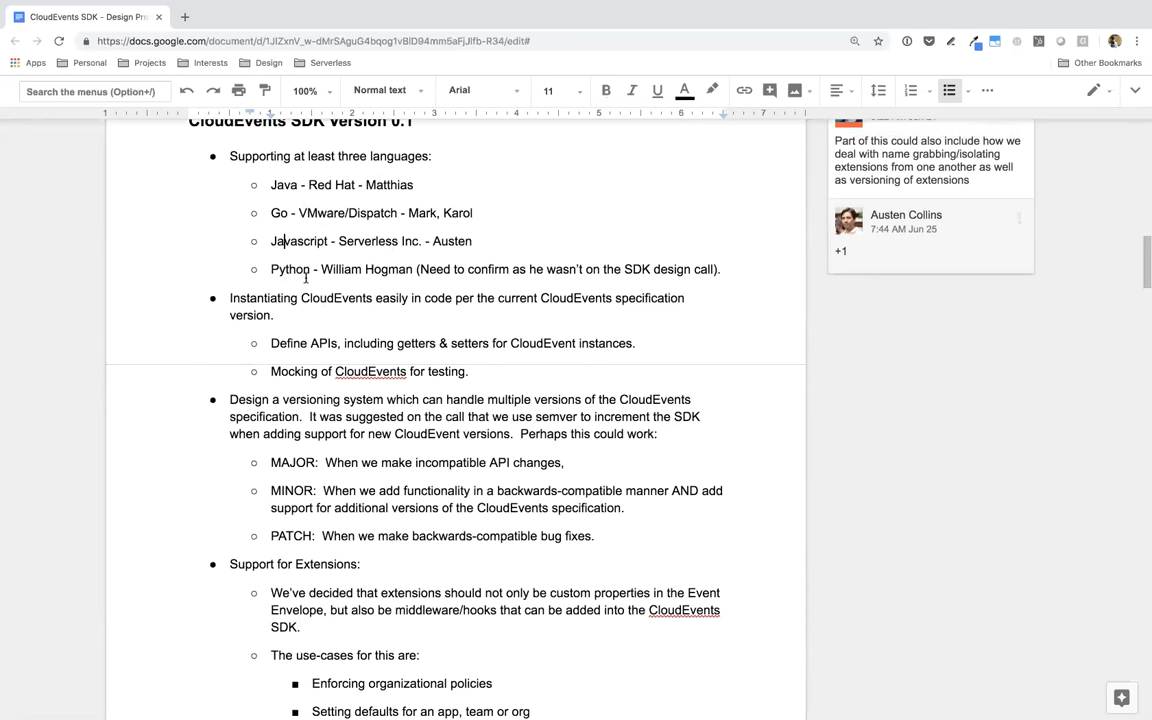 CloudEvents SDK - Design Pro
https://docs.google.com/document/d/1JIZxnV_w-dMrSAguG4bqog1vBlD94mm5aFjJlfb-R34/edit#
Apps Personal Projects Interests Design Serverless Other Bookmarks
Search the menus (Option+/) 100% Normal text Arial 11
1 1 2 3 4 5 6 7
CloudEvents SDK Version 0.1
Supporting at least three languages:
Java - Red Hat - Matthias
Go - VMware/Dispatch - Mark, Karol
Javascript - Serverless Inc. - Austen
Python - William Hogman (Need to confirm as he wasn't on the SDK design call).
Instantiating CloudEvents easily in code per the current CloudEvents specification
version.
Define APIs, including getters & setters for CloudEvent instances.
Mocking of CloudEvents for testing.
Design a versioning system which can handle multiple versions of the CloudEvents
specification. It was suggested on the call that we use semver to increment the SDK
when adding support for new CloudEvent versions. Perhaps this could work:
MAJOR: When we make incompatible API changes,
MINOR: When we add functionality in a backwards-compatible manner AND add
support for additional versions of the CloudEvents specification.
PATCH: When we make backwards-compatible bug fixes.
Support for Extensions:
We've decided that extensions should not only be custom properties in the Event
Envelope, but also be middleware/hooks that can be added into the CloudEvents
SDK.
The use-cases for this are:
Enforcing organizational policies
Setting defaults for an app, team or org
Part of this could also include how we
deal with name grabbing/isolating
extensions from one another as well
as versioning of extensions
Austen Collins
7:44 AM Jun 25
+1